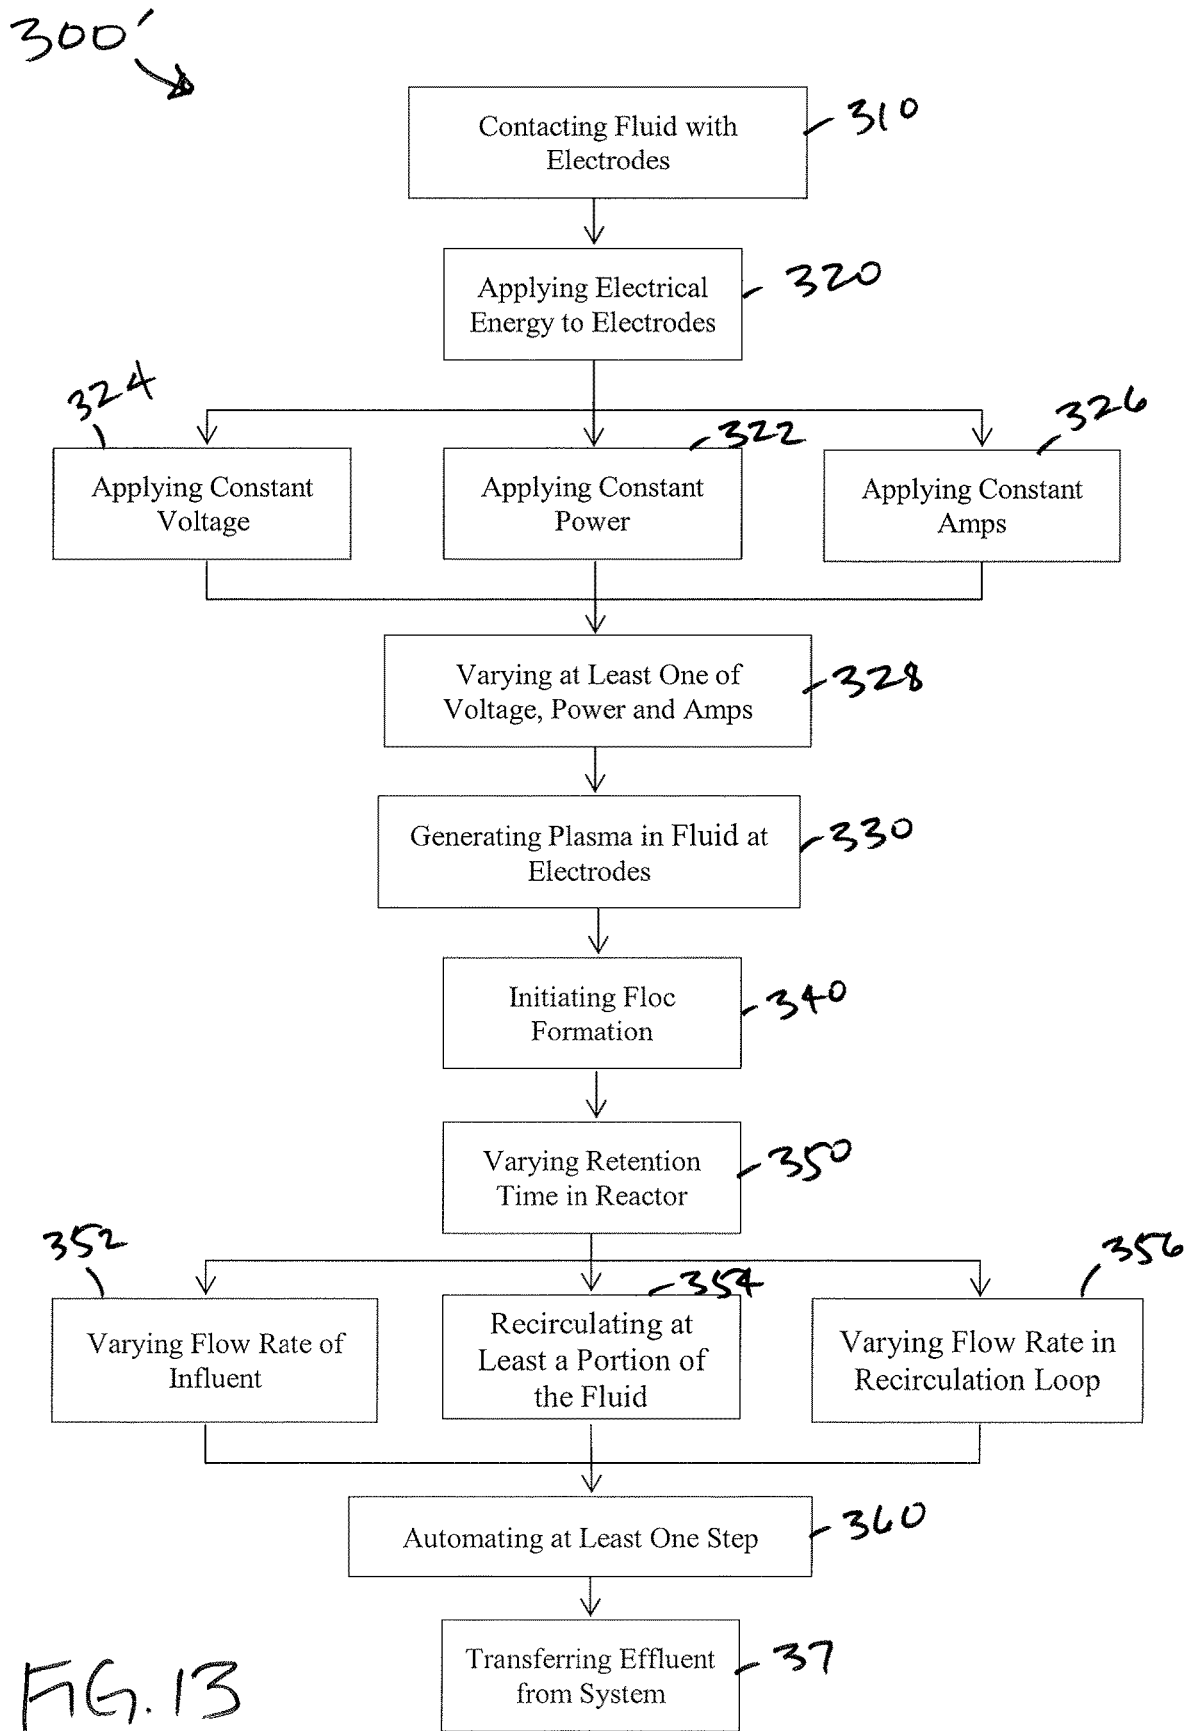 300'
Contacting Fluid with
Electrodes
310
Applying Electrical
Energy to Electrodes
320
324
322
326
Applying Constant
Voltage
Applying Constant
Power
Applying Constant
Amps
Varying at Least One of
Voltage, Power and Amps
328
Generating Plasma in Fluid at
Electrodes
330
Initiating Floc
Formation
340
Varying Retention
Time in Reactor
350
352
354
356
Varying Flow Rate of
Influent
Recirculating at
Least a Portion of
the Fluid
Varying Flow Rate in
Recirculation Loop
Automating at Least One Step
360
Transferring Effluent
from System
37
FIG. 13